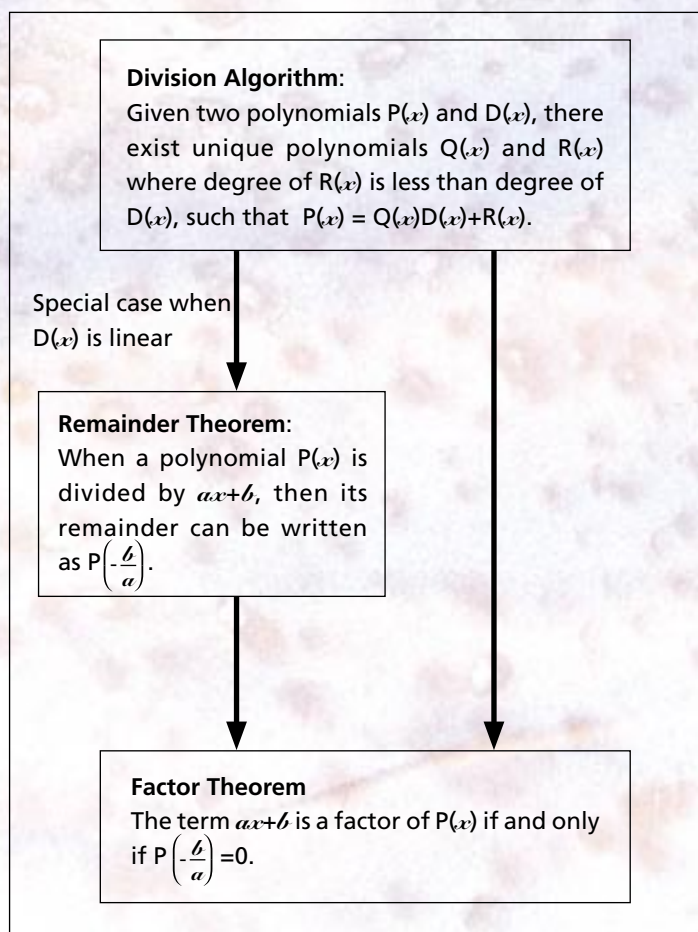 Division Algorithm:
Given two polynomials P(x) and D(x), there
exist unique polynomials Q(x) and R(x)
where degree of R(x) is less than degree of
D(x), such that P(x) = Q(x)D(x)+R(x).
Special case when
D(x) is linear
Remainder Theorem:
When a polynomial P(x) is
divided by ax+b, then its
remainder can be written
as P(-b/a).
Factor Theorem
The term ax+b is a factor of P(x) if and only
if P(-b/a)=0.